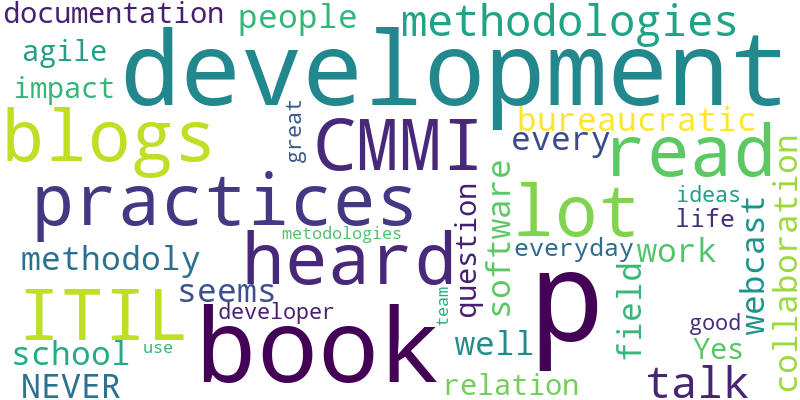 documentation
people
methodologies
agile
development
impact
blogs
great
CMMI
bureaucratic
every
read
practices
question
software
lot
ideas
life
collaboration
metodologies
heard
methodoly
everyday
work
webcast
ITIL
seems
developer
book
team
p
field
good
well
Yes
school
use
NEVER
relation
talk